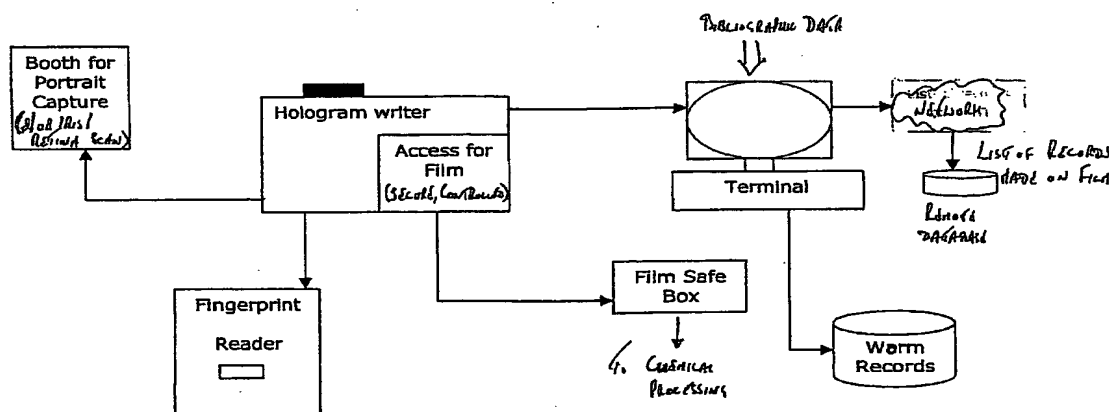 BIBLIOGRAPHIC DATA
Booth for
Portrait
Capture
(&/OR IRIS/
RETINA SCAN)
Hologram writer
Access for
Film
(SECURE, CONTROLLED)
NETWORK
LIST OF RECORDS
MADE ON FILM
Terminal
REMOTE
DATABASE
Fingerprint
Reader
Film Safe
Box
TO CHEMICAL
PROCESSING
Warm
Records